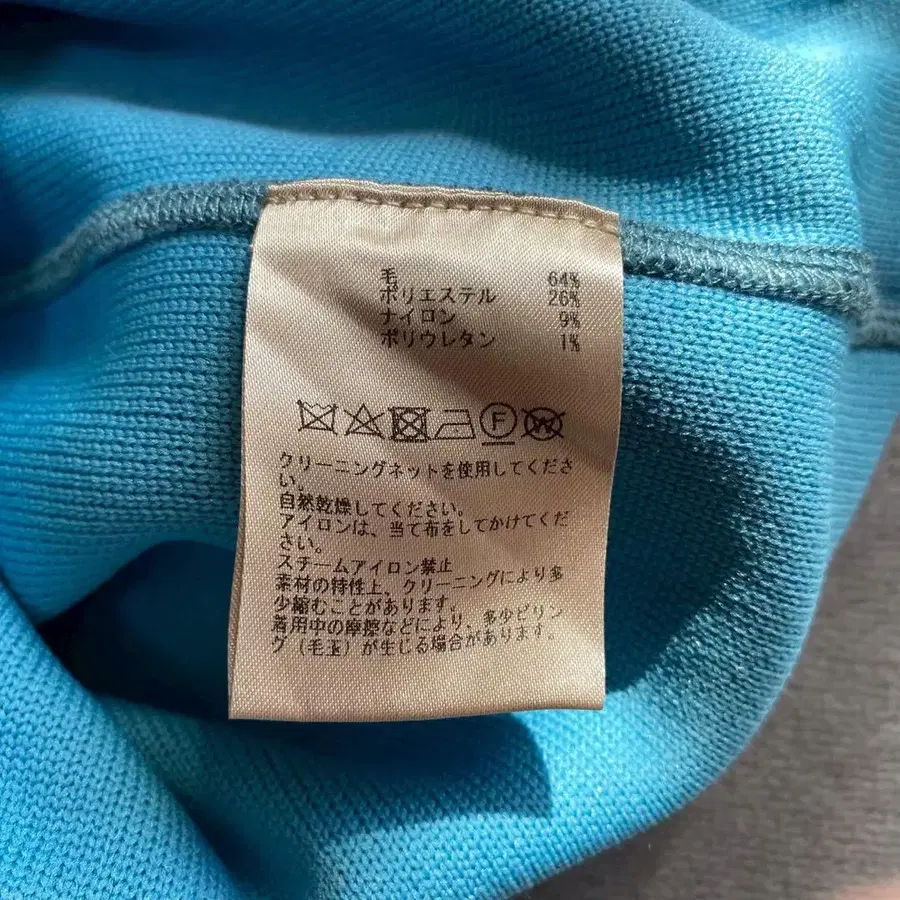 毛 64%
ポリエステル 26%
ナイロン 9%
ポリウレタン 1%
F W
クリーニングネットを使用してくださ
い。
自然乾燥してください。
アイロンは、当て布をしてかけてくだ
さい。
スチームアイロン禁止
素材の特性上、クリーニングにより多
少縮むことがあります。
着用中の摩擦などにより、多少ピリン
グ(毛玉)が生じる場合があります。